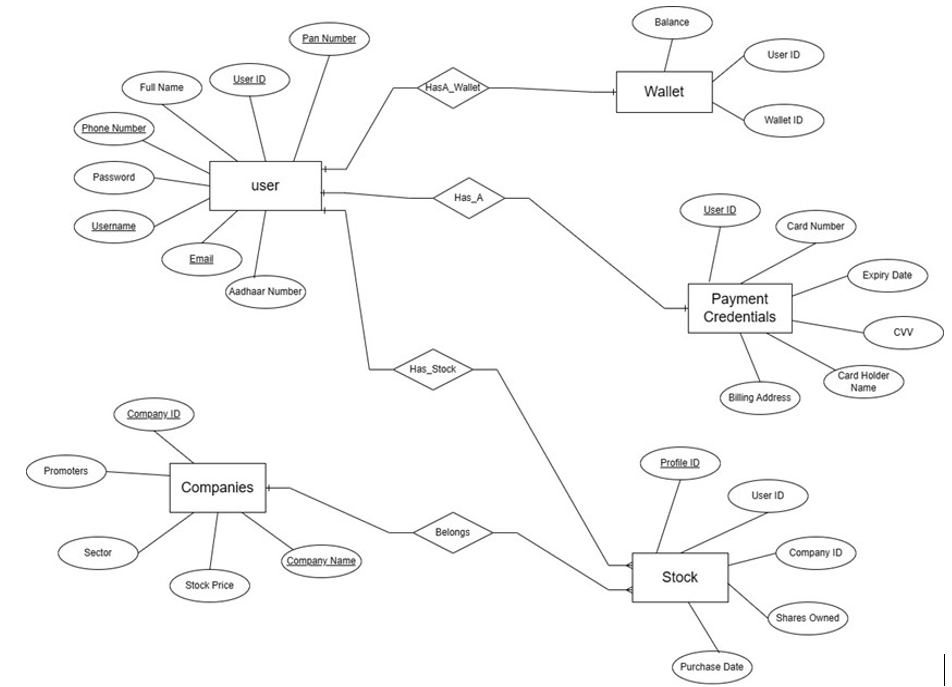 Balance
Pan Number
User ID
User ID
Full Name
HasA_Wallet
Wallet
Phone Number
Wallet ID
Password
user
Has_A
User ID
Username
Card Number
Email
Expiry Date
Aadhaar Number
Payment
Credentials
CVV
Has_Stock
Card Holder
Name
Billing Address
Company ID
Profile ID
Promoters
Companies
User ID
Belongs
Sector
Company Name
Company ID
Stock Price
Stock
Shares Owned
Purchase Date